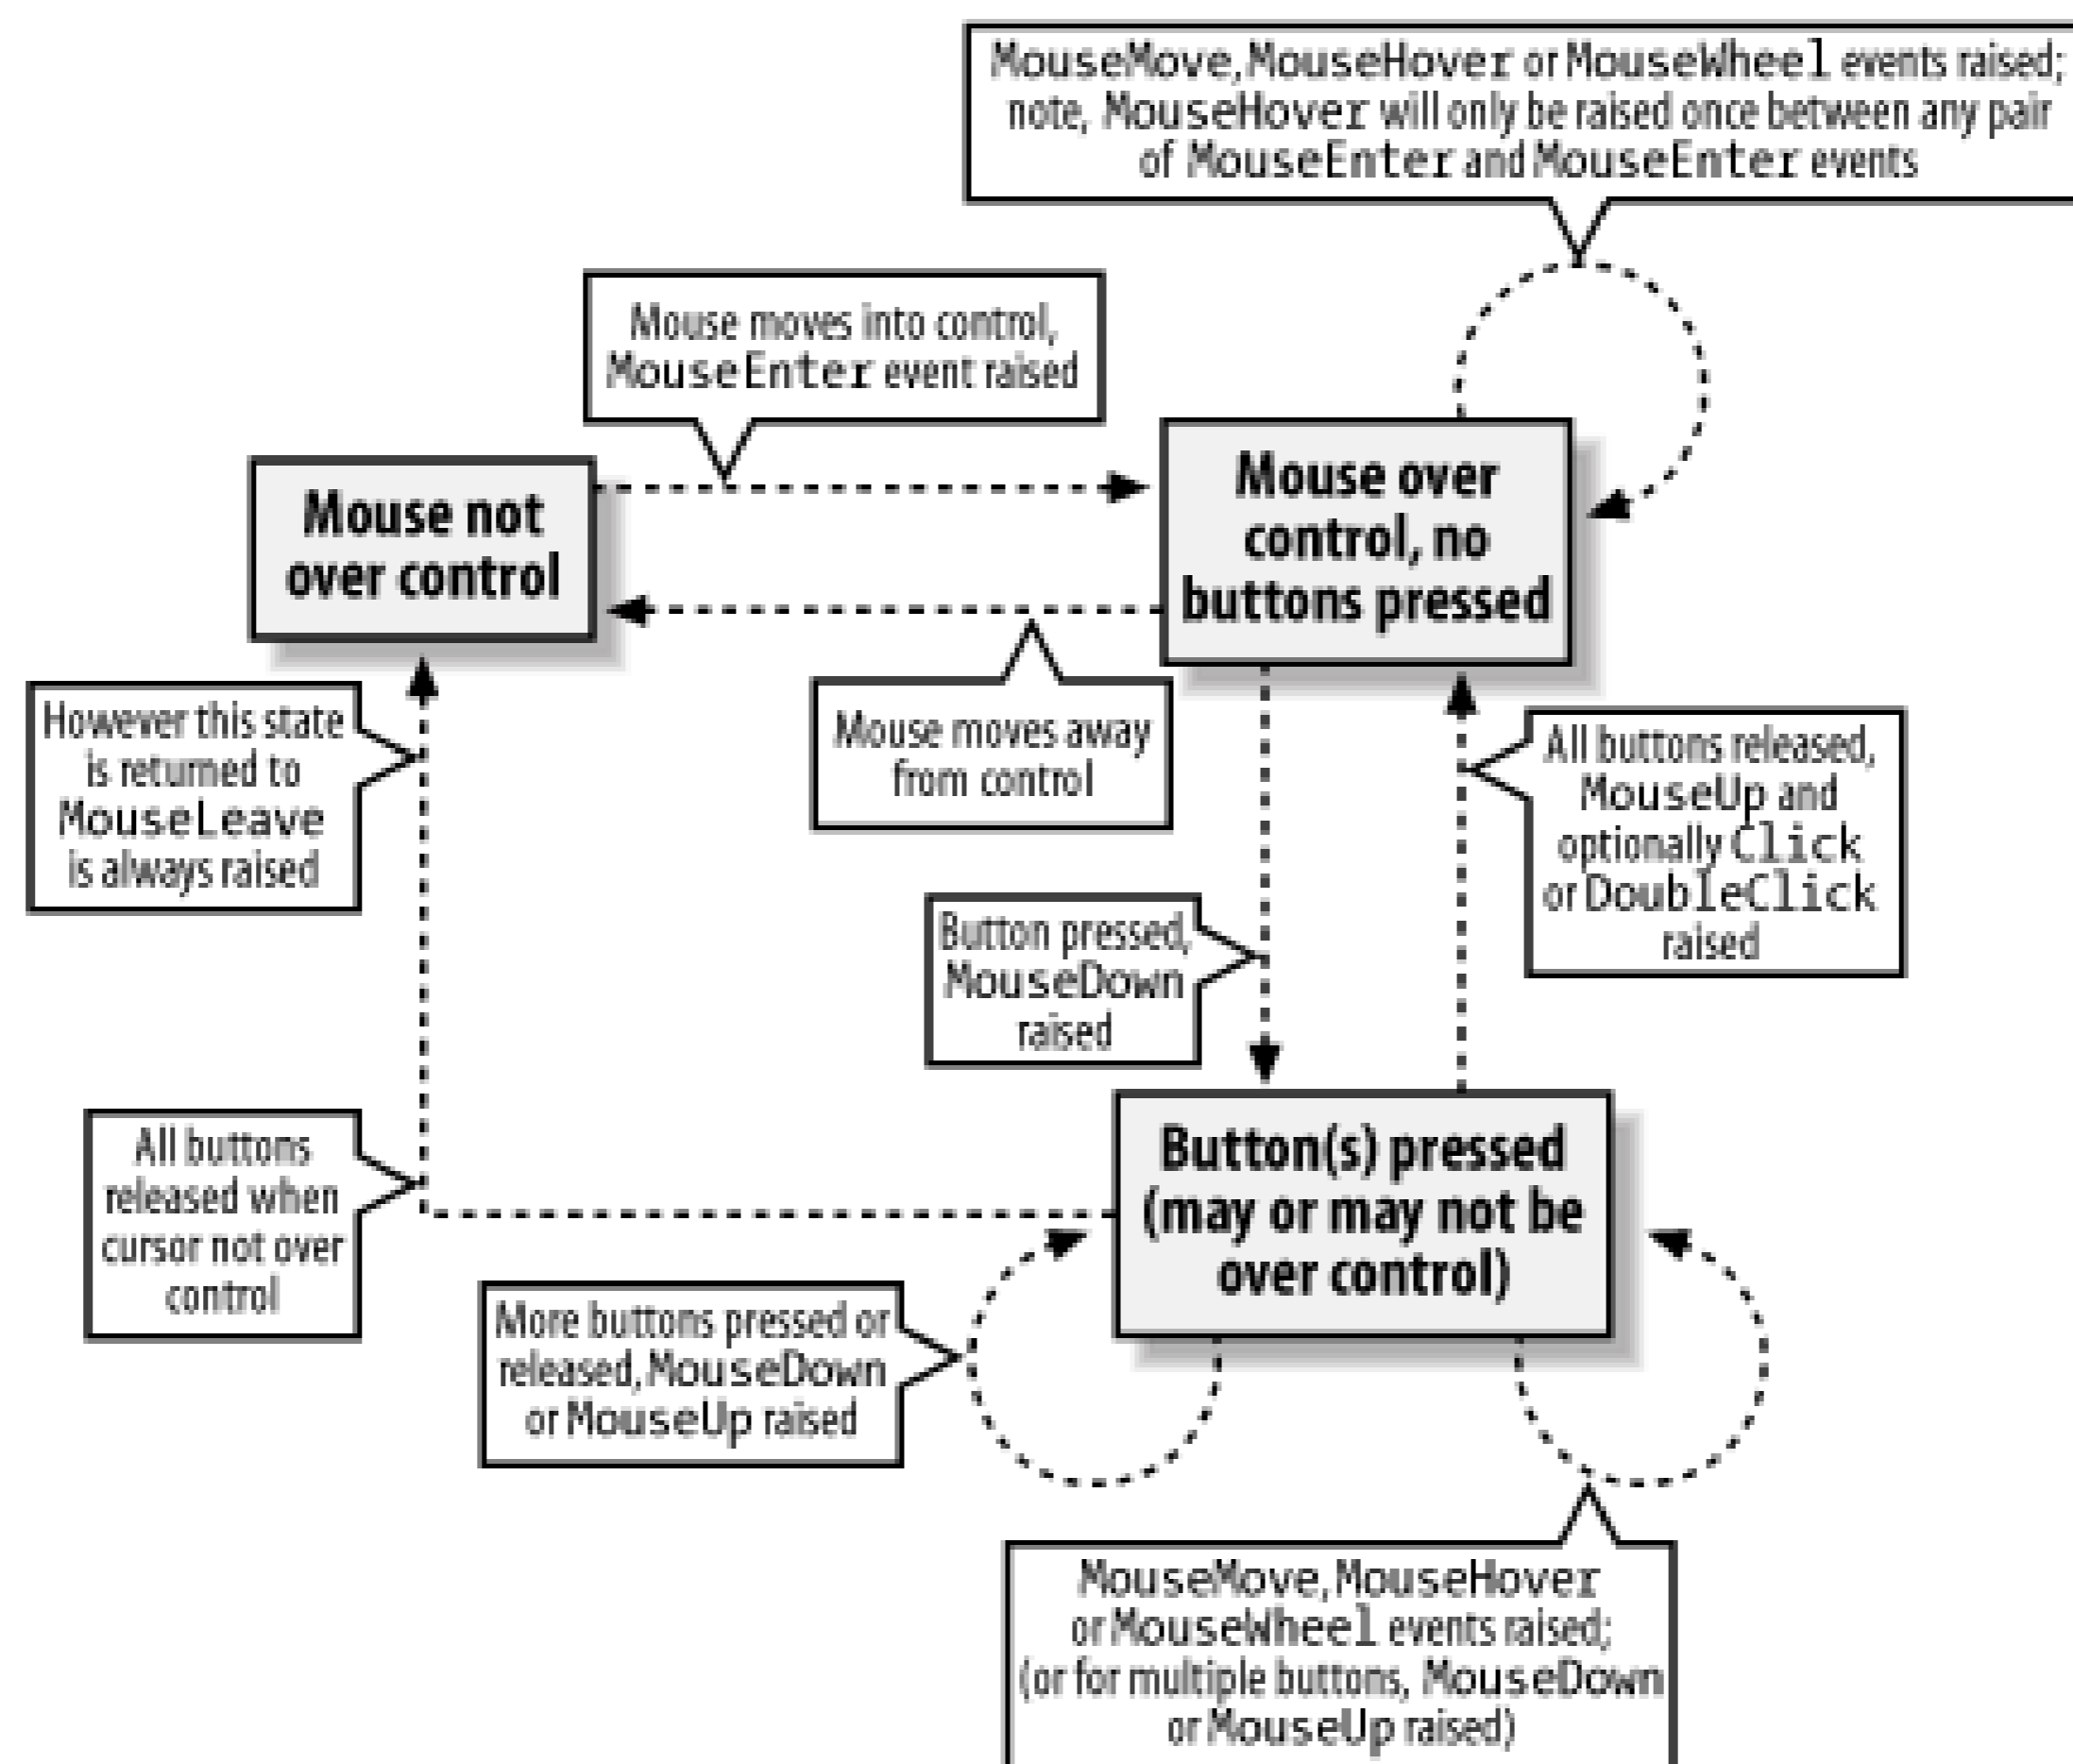 MouseMove, MouseHover or MouseWheel events raised;
note, MouseHover will only be raised once between any pair
of MouseEnter and MouseEnter events
Mouse moves into control,
MouseEnter event raised
Mouse not
over control
Mouse over
control, no
buttons pressed
However this state
is returned to
MouseLeave
is always raised
Mouse moves away
from control
All buttons released,
MouseUp and
optionally Click
or DoubleClick
raised
Button pressed,
MouseDown
raised
All buttons
released when
cursor not over
control
Button(s) pressed
(may or may not be
over control)
More buttons pressed or
released, MouseDown
or MouseUp raised
MouseMove, MouseHover
or MouseWheel events raised;
(or for multiple buttons, MouseDown
or MouseUp raised)